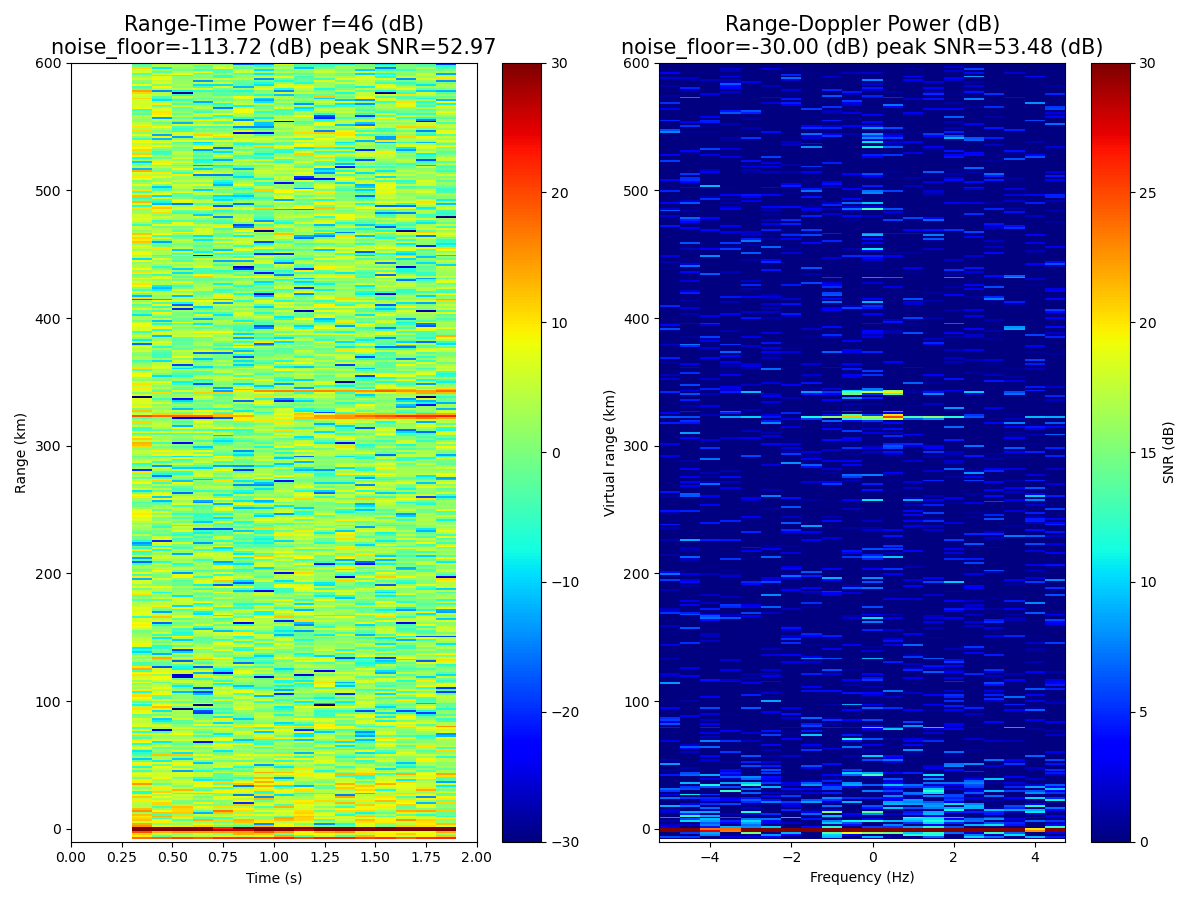 Range-Time Power f=46 (dB)
noise_floor=-113.72 (dB) peak SNR=52.97
600
500
400
300
200
100
0
Range (km)
0.00 0.25 0.50 0.75 1.00 1.25 1.50 1.75 2.00
Time (s)
30
20
10
0
−10
−20
−30
Range-Doppler Power (dB)
noise_floor=-30.00 (dB) peak SNR=53.48 (dB)
600
500
400
300
200
100
0
Virtual range (km)
−4 −2 0 2 4
Frequency (Hz)
30
25
20
15
10
5
0
SNR (dB)